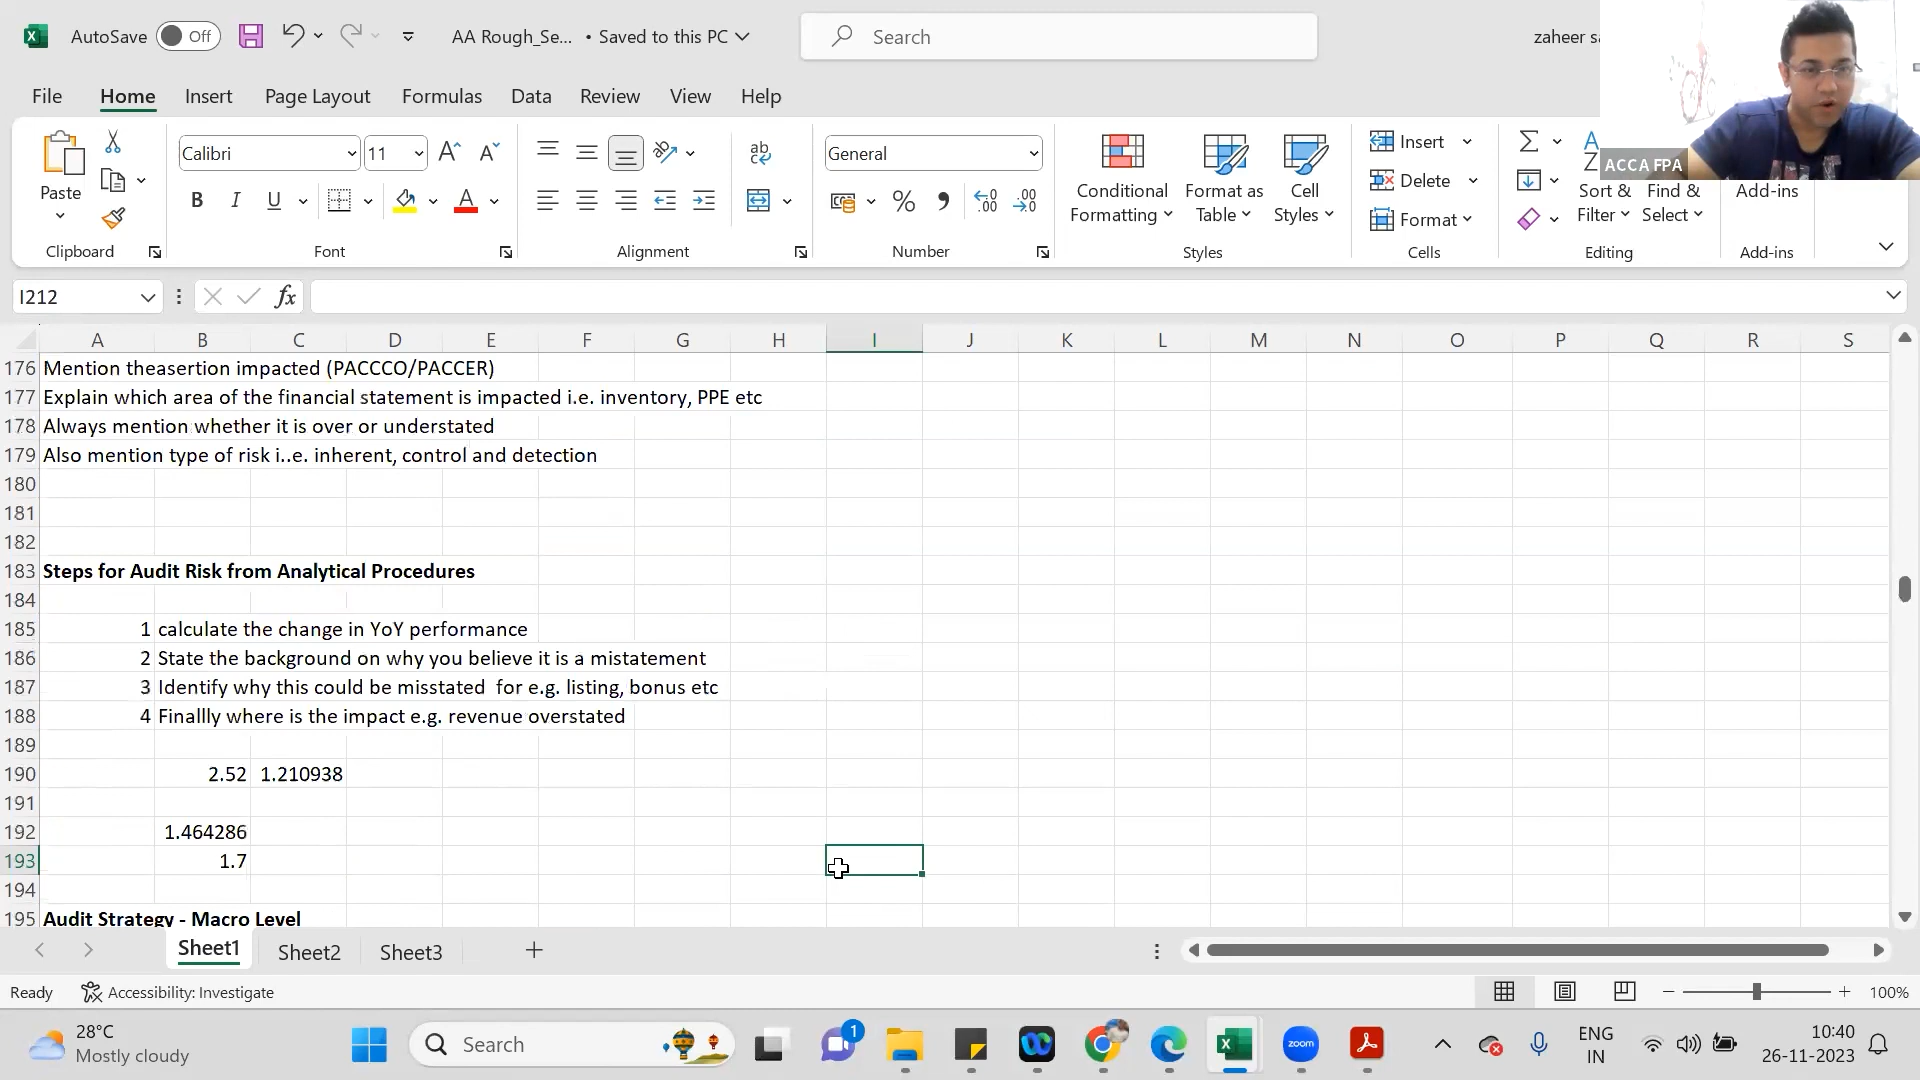 AutoSave Off AA Rough_Se... • Saved to this PC Search zaheer sa
File Home Insert Page Layout Formulas Data Review View Help
Paste
Clipboard
Calibri 11
B I U
Font
ab
Alignment
General
% .00 .00
Number
Conditional Formatting
Format as Table
Cell Styles
Styles
Insert
Delete
Format
Cells
Sort & Filter
Find & Select
Editing
Add-ins
Add-ins
ACCA FPA
I212 fx
A B C D E F G H I J K L M N O P Q R S
176 Mention theasertion impacted (PACCCO/PACCER)
177 Explain which area of the financial statement is impacted i.e. inventory, PPE etc
178 Always mention whether it is over or understated
179 Also mention type of risk i..e. inherent, control and detection
180
181
182
183 Steps for Audit Risk from Analytical Procedures
184
185 1 calculate the change in YoY performance
186 2 State the background on why you believe it is a mistatement
187 3 Identify why this could be misstated for e.g. listing, bonus etc
188 4 Finallly where is the impact e.g. revenue overstated
189
190 2.52 1.210938
191
192 1.464286
193 1.7
194
195 Audit Strategy - Macro Level
Sheet1 Sheet2 Sheet3
Ready Accessibility: Investigate 100%
28°C
Mostly cloudy
Search
1
zoom
ENG
IN
10:40
26-11-2023